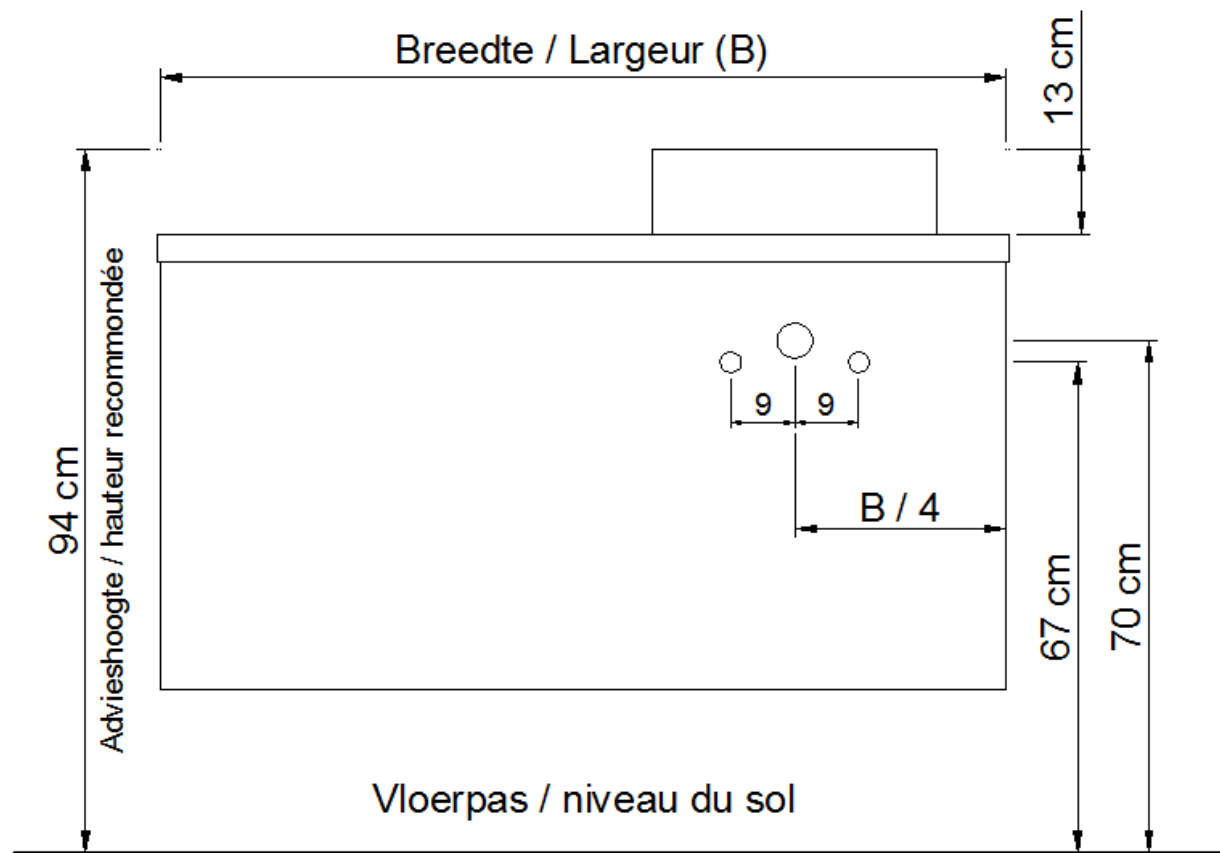 Breedte / Largeur (B)
13 cm
94 cm
Advieshoogte / hauteur recommondée
9
9
B / 4
67 cm
70 cm
Vloerpas / niveau du sol